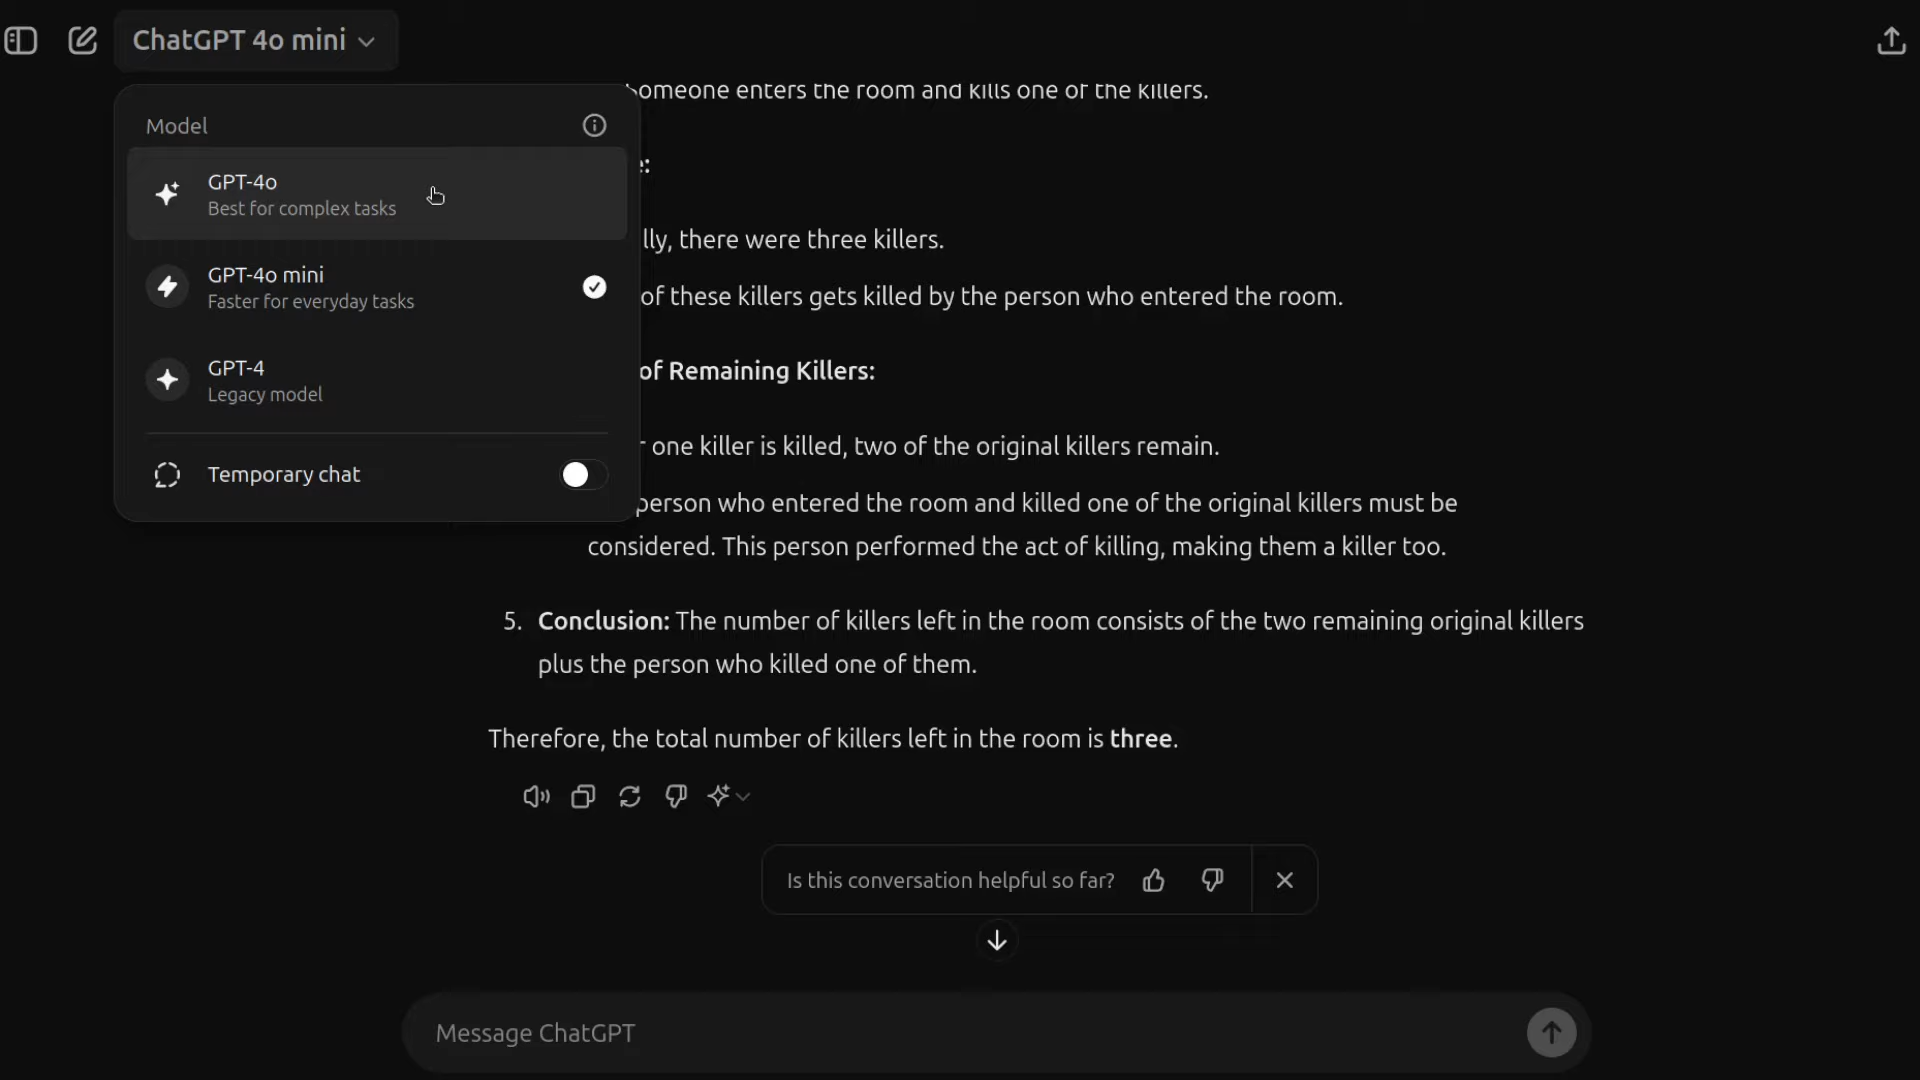 ChatGPT 4o mini
Model
GPT-4o
Best for complex tasks
GPT-4o mini
Faster for everyday tasks
GPT-4
Legacy model
Temporary chat
someone enters the room and kills one of the killers.
e:
lly, there were three killers.
of these killers gets killed by the person who entered the room.
of Remaining Killers:
r one killer is killed, two of the original killers remain.
person who entered the room and killed one of the original killers must be
considered. This person performed the act of killing, making them a killer too.
5. Conclusion: The number of killers left in the room consists of the two remaining original killers
plus the person who killed one of them.
Therefore, the total number of killers left in the room is three.
Is this conversation helpful so far?
Message ChatGPT